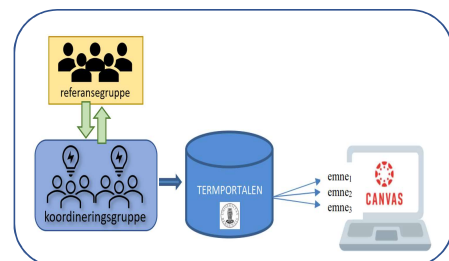 referansegruppe
koordineringsgruppe
TERMPORTALEN
emne₁
emne₂
emne₃
CANVAS